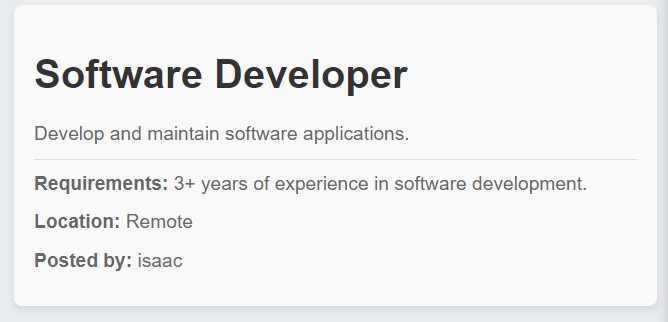 Software Developer
Develop and maintain software applications.
Requirements: 3+ years of experience in software development.
Location: Remote
Posted by: isaac